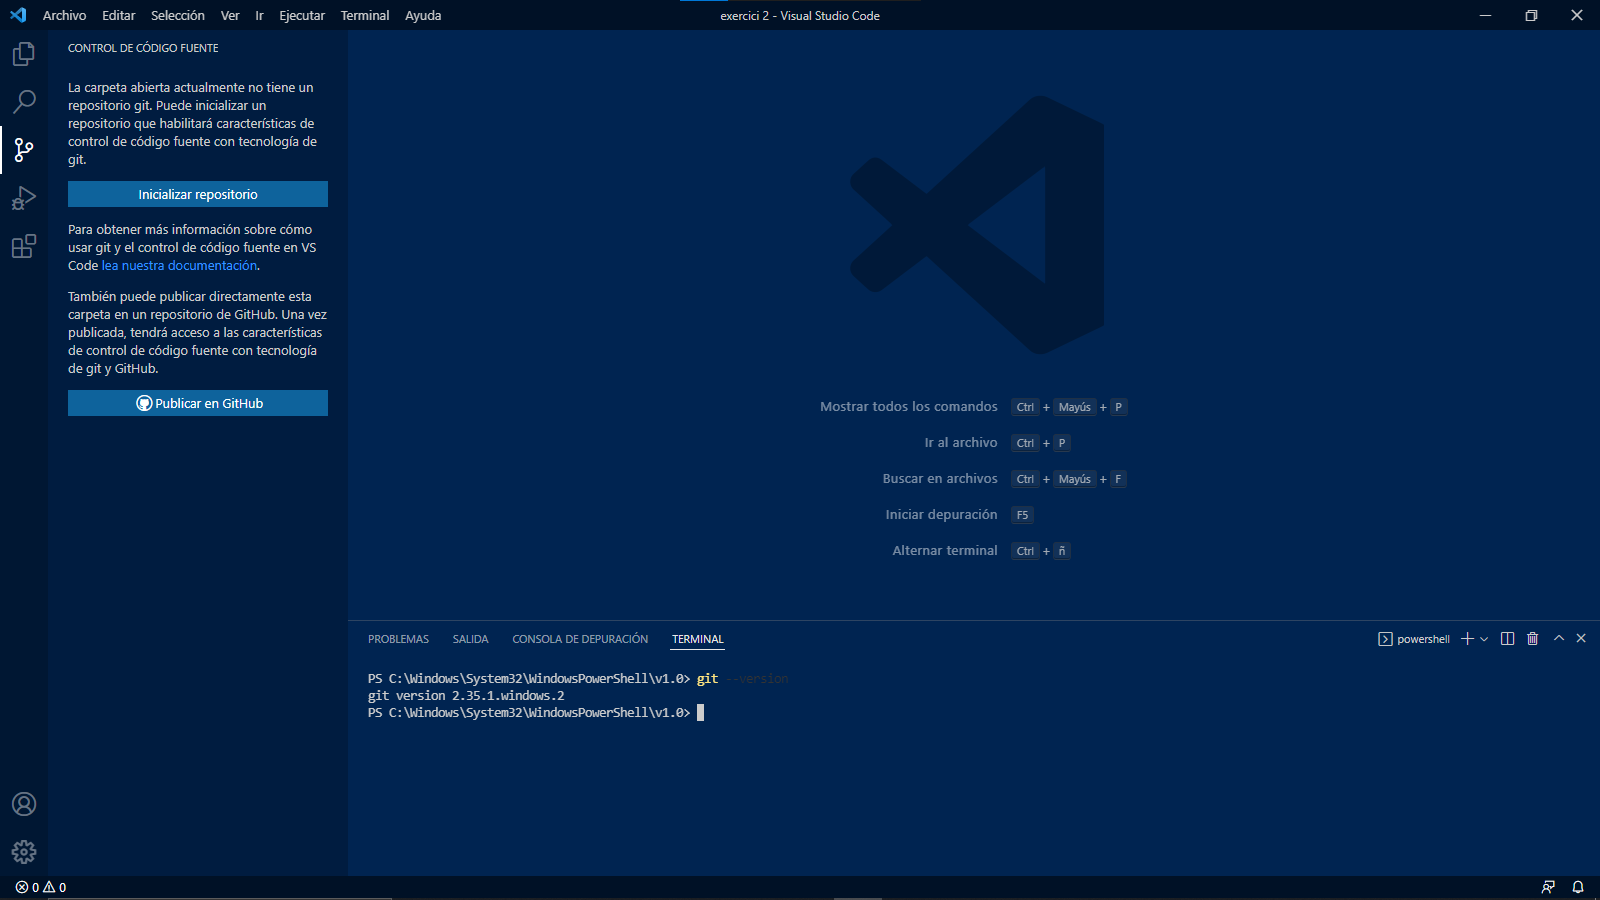 Archivo Editar Selección Ver Ir Ejecutar Terminal Ayuda
exercici 2 - Visual Studio Code
CONTROL DE CÓDIGO FUENTE
La carpeta abierta actualmente no tiene un
repositorio git. Puede inicializar un
repositorio que habilitará características de
control de código fuente con tecnología de
git.
Inicializar repositorio
Para obtener más información sobre cómo
usar git y el control de código fuente en VS
Code lea nuestra documentación.
También puede publicar directamente esta
carpeta en un repositorio de GitHub. Una vez
publicada, tendrá acceso a las características
de control de código fuente con tecnología
de git y GitHub.
Publicar en GitHub
Mostrar todos los comandos Ctrl + Mayús + P
Ir al archivo Ctrl + P
Buscar en archivos Ctrl + Mayús + F
Iniciar depuración F5
Alternar terminal Ctrl + ñ
PROBLEMAS SALIDA CONSOLA DE DEPURACIÓN TERMINAL
powershell
PS C:\Windows\System32\WindowsPowerShell\v1.0> git --version
git version 2.35.1.windows.2
PS C:\Windows\System32\WindowsPowerShell\v1.0>
0 0